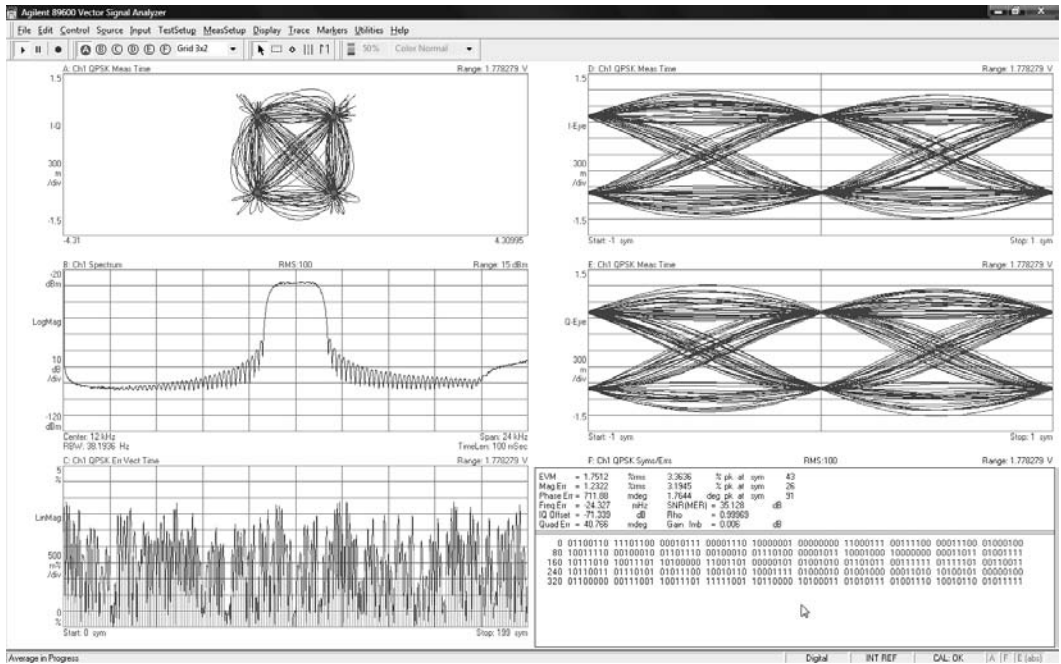 Agilent 89600 Vector Signal Analyzer
File Edit Control Source Input TestSetup MeasSetup Display Trace Markers Utilities Help
A B C D E F Grid 3x2 50% Color Normal
A: Ch1 QPSK Meas Time Range: 1.778279 V
1.5
I-Q
300
m
/div
-1.5
-4.31 4.30995
B: Ch1 Spectrum RMS:100 Range: 15 dBm
-20
dBm
LogMag
10
dB
/div
-120
dBm
Center: 12 kHz Span: 24 kHz
RBW: 38.1936 Hz TimeLen: 100 mSec
C: Ch1 QPSK Err Vect Time Range: 1.778279 V
5
%
LinMag
500
m%
/div
0
%
Start: 0 sym Stop: 199 sym
D: Ch1 QPSK Meas Time Range: 1.778279 V
1.5
I-Eye
300
m
/div
-1.5
Start: -1 sym Stop: 1 sym
E: Ch1 QPSK Meas Time Range: 1.778279 V
1.5
Q-Eye
300
m
/div
-1.5
Start: -1 sym Stop: 1 sym
F: Ch1 QPSK Syms/Errs RMS:100 Range: 1.778279 V
EVM = 1.7512 %rms 3.3636 % pk at sym 43
Mag Err = 1.2322 %rms 3.1945 % pk at sym 26
Phase Err = 711.88 mdeg 1.7644 deg pk at sym 91
Freq Err = -24.327 mHz SNR(MER) = 35.128 dB
IQ Offset = -71.339 dB Rho = 0.99969
Quad Err = 40.766 mdeg Gain Imb = 0.006 dB
0 01100110 11101100 00010111 00001110 10000001 00000000 11000111 00111100 00011100 01000100
80 10011110 00100010 01101110 00100010 01110100 00001011 10001000 10000000 00011011 01001111
160 10111010 10011101 10100000 11001101 00000101 01001010 01101011 00111111 01111101 00110011
240 01110011 01110101 01011100 10010110 10001111 01000010 01001000 00011010 10100101 00000100
320 01100000 00111001 10011101 11111001 10110000 10100011 01010111 01001110 10010110 01011111
Average in Progress Digital INT REF CAL: OK A F E (abs)